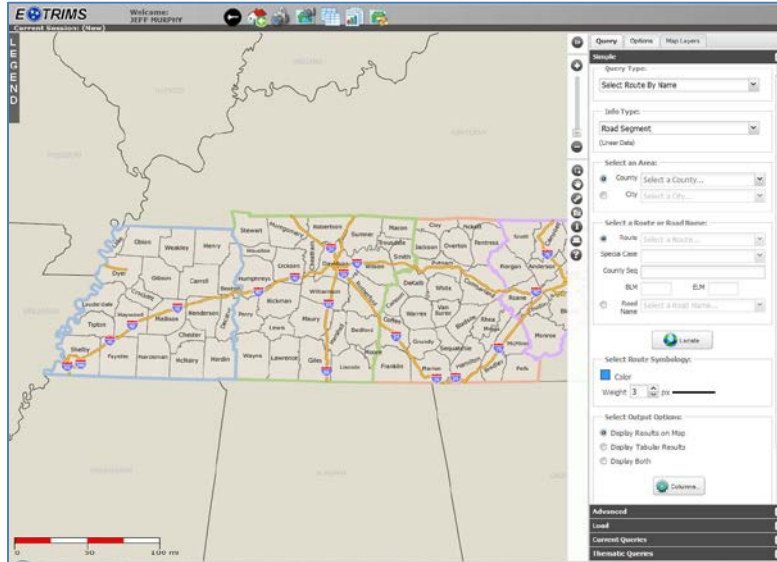 E TRIMS
Welcome:
JEFF MURPHY
Current Session: (New)
LEGEND
Query Options Map Layers
Simple
Query Type:
Select Route By Name
Info Type:
Road Segment
(Linear Data)
Select an Area:
County Select a County...
City Select a City...
Select a Route or Road Name:
Route Select a Route...
Special Case
County Seq
BLM ELM
Road Name Select a Road Name...
Locate
Select Route Symbology:
Color
Weight 3 px
Select Output Options:
Display Results on Map
Display Tabular Results
Display Both
Columns...
Advanced
Load
Current Queries
Thematic Queries
Lake
Obion
Weakley
Henry
Stewart
Montgomery
Robertson
Sumner
Macon
Clay
Pickett
Scott
Campbell
Trousdale
Smith
Jackson
Overton
Fentress
Morgan
Anderson
Dyer
Gibson
Carroll
Benton
Houston
Humphreys
Dickson
Cheatham
Davidson
Wilson
Putnam
Cumberland
Roane
Lauderdale
Crockett
Haywood
Madison
Henderson
Decatur
Perry
Hickman
Williamson
Rutherford
Cannon
DeKalb
White
Van Buren
Bledsoe
Rhea
Meigs
Tipton
Chester
Lewis
Maury
Marshall
Bedford
Coffee
Warren
Grundy
Sequatchie
McMinn
Monroe
Shelby
Fayette
Hardeman
McNairy
Hardin
Wayne
Lawrence
Giles
Lincoln
Moore
Franklin
Marion
Hamilton
Bradley
Polk
0 50 100 mi